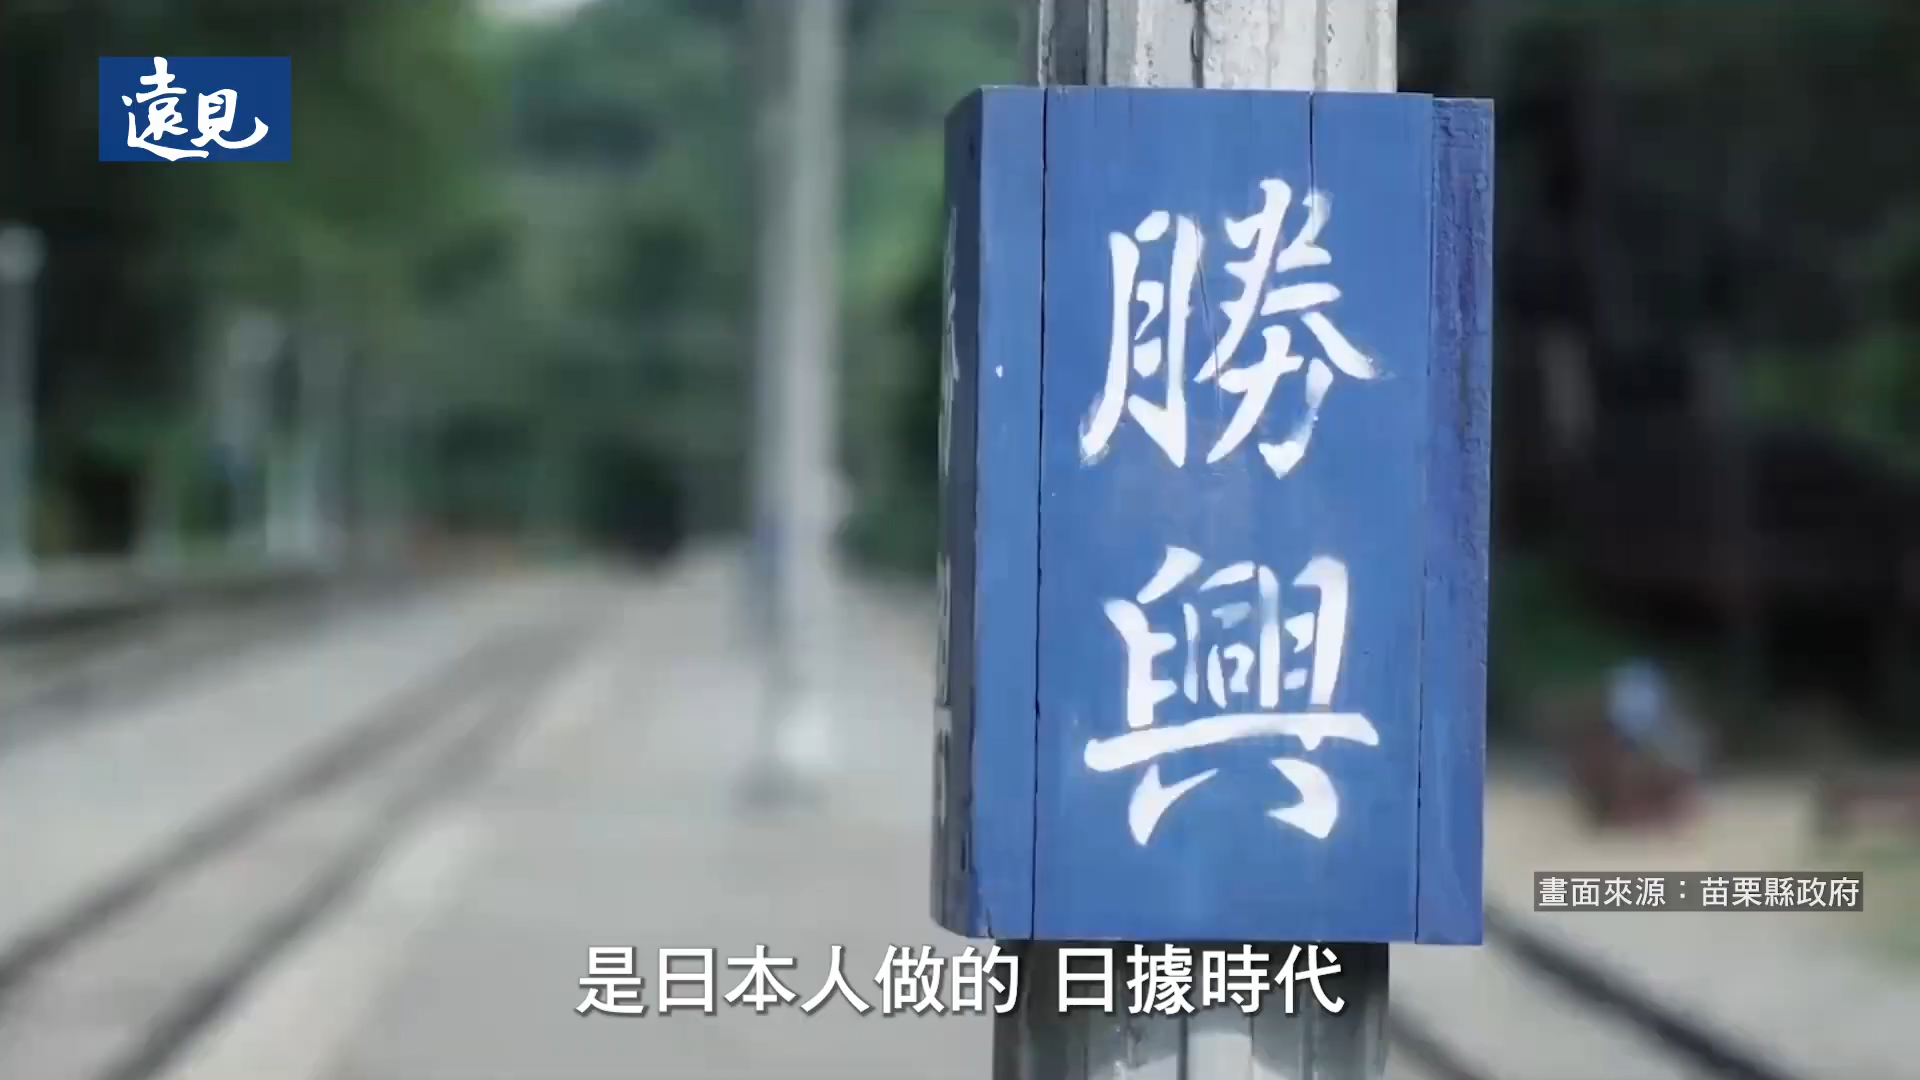 遠見
勝興
畫面來源：苗栗縣政府
是日本人做的 日據時代